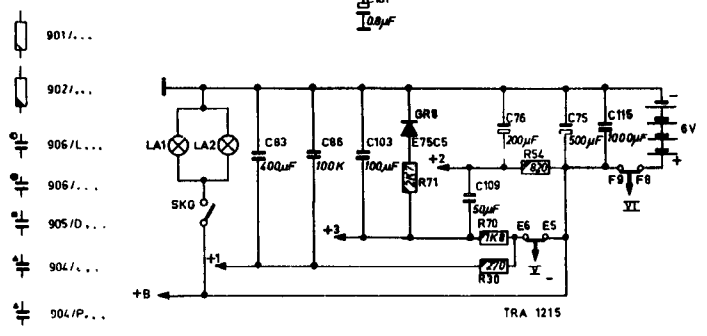 0,8µF
901/...
902/...
906/L...
906/...
905/D...
904/...
904/P...
LA1
LA2
SKG
C83
400µF
C86
100K
C103
100µF
GR8
E75C5
2K7
R71
+2
C109
50µF
C76
200µF
R54
820
C75
500µF
C115
1000µF
-
6V
+
F9
F8
VI
+3
R70
1K8
E6
E5
V
-
+1
270
R30
+B
TRA 1215